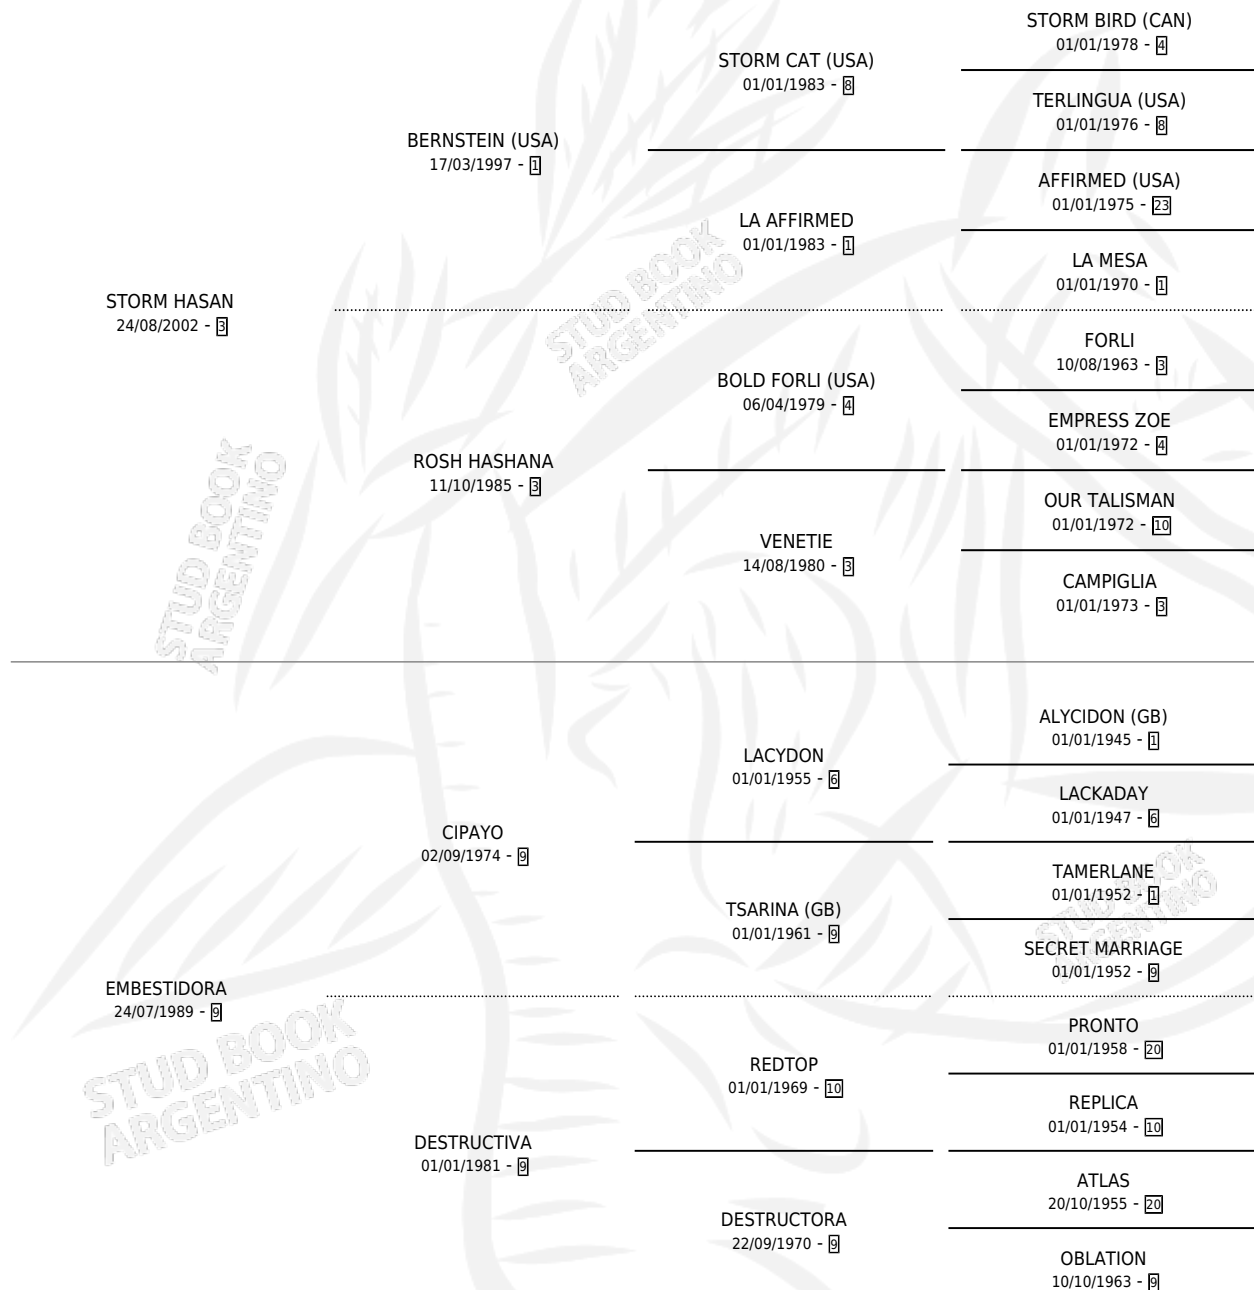 STORM BIRD (CAN)
01/01/1978 - 4
STORM CAT (USA)
01/01/1983 - 8
TERLINGUA (USA)
01/01/1976 - 8
BERNSTEIN (USA)
17/03/1997 - 1
AFFIRMED (USA)
01/01/1975 - 23
LA AFFIRMED
01/01/1983 - 1
LA MESA
01/01/1970 - 1
STORM HASAN
24/08/2002 - 3
FORLI
10/08/1963 - 3
BOLD FORLI (USA)
06/04/1979 - 4
EMPRESS ZOE
01/01/1972 - 4
ROSH HASHANA
11/10/1985 - 3
OUR TALISMAN
01/01/1972 - 10
VENETIE
14/08/1980 - 3
CAMPIGLIA
01/01/1973 - 3
ALYCIDON (GB)
01/01/1945 - 1
LACYDON
01/01/1955 - 6
LACKADAY
01/01/1947 - 6
CIPAYO
02/09/1974 - 9
TAMERLANE
01/01/1952 - 1
TSARINA (GB)
01/01/1961 - 9
SECRET MARRIAGE
01/01/1952 - 9
EMBESTIDORA
24/07/1989 - 9
PRONTO
01/01/1958 - 20
REDTOP
01/01/1969 - 10
REPLICA
01/01/1954 - 10
DESTRUCTIVA
01/01/1981 - 9
ATLAS
20/10/1955 - 20
DESTRUCTORA
22/09/1970 - 9
OBLATION
10/10/1963 - 9
STUD BOOK
ARGENTINO
STUD BOOK
ARGENTINO
STUD BOOK
ARGENTINO
STUD BOOK
ARGENTINO